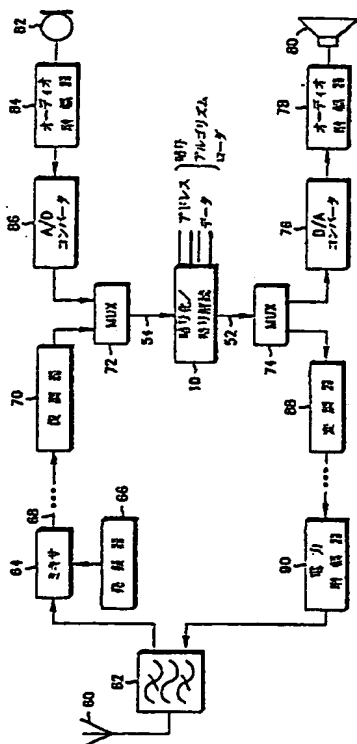 60
62
64
ミキサ
66
発振器
68
70
復調器
82
84
オーディオ
増幅器
86
A/D
コンバータ
MUX
72
54
暗号化/
暗号解読
10
アドレス
データ
暗号
アルゴリズム
ローダ
52
MUX
74
76
D/A
コンバータ
78
オーディオ
増幅器
80
88
変調器
90
電力
増幅器